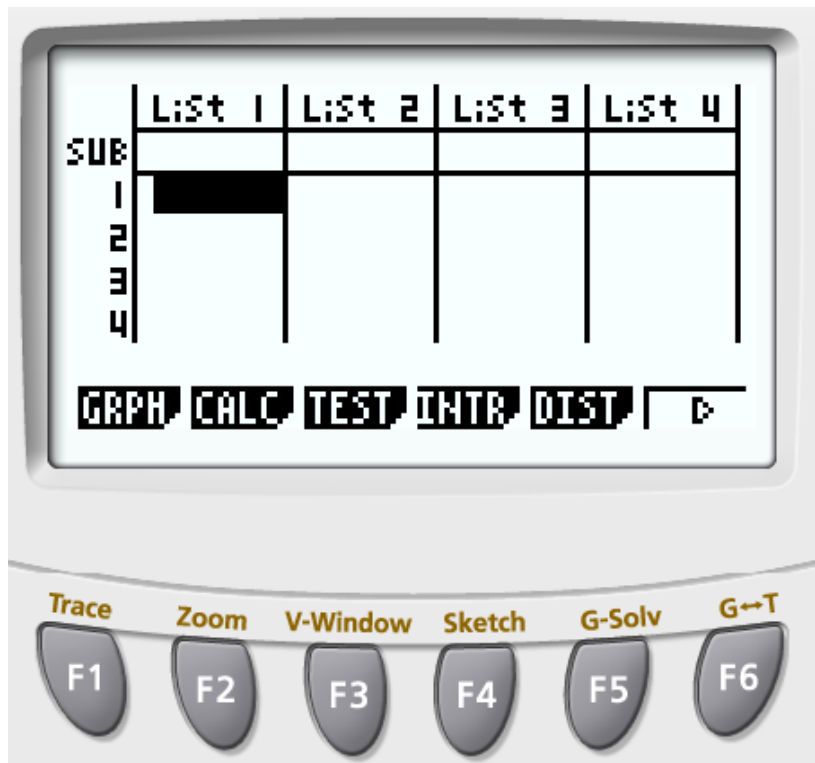 List 1 List 2 List 3 List 4
SUB
1
2
3
4
GRPH CALC TEST INTR DIST
Trace Zoom V-Window Sketch G-Solv G↔T
F1 F2 F3 F4 F5 F6